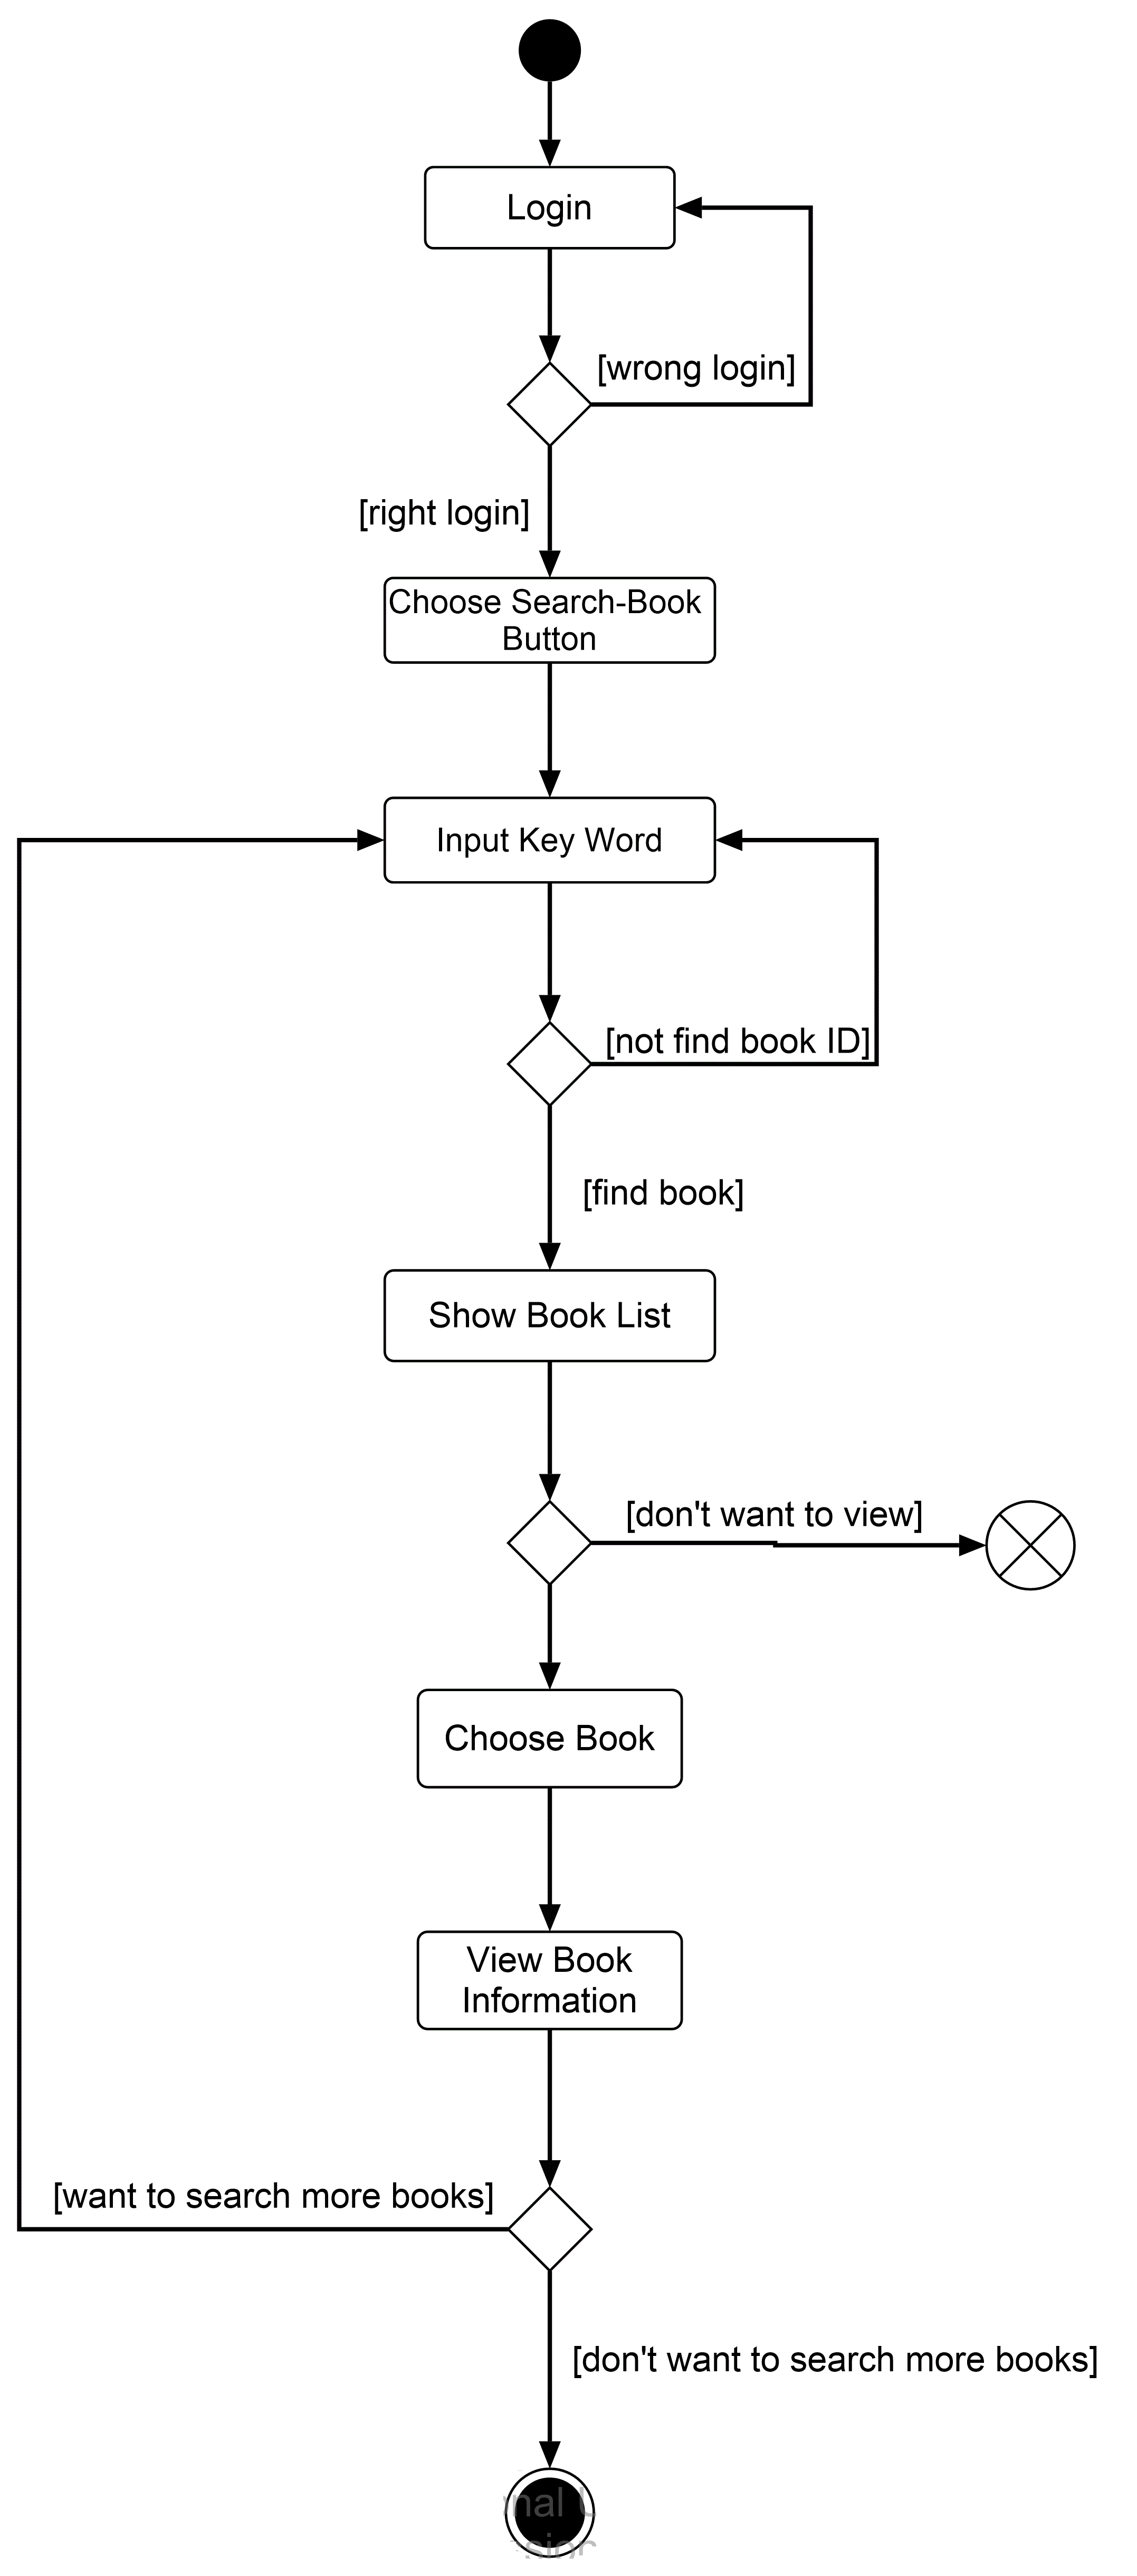 Login
[wrong login]
[right login]
Choose Search-Book
Button
Input Key Word
[not find book ID]
[find book]
Show Book List
[don't want to view]
Choose Book
View Book
Information
[want to search more books]
[don't want to search more books]